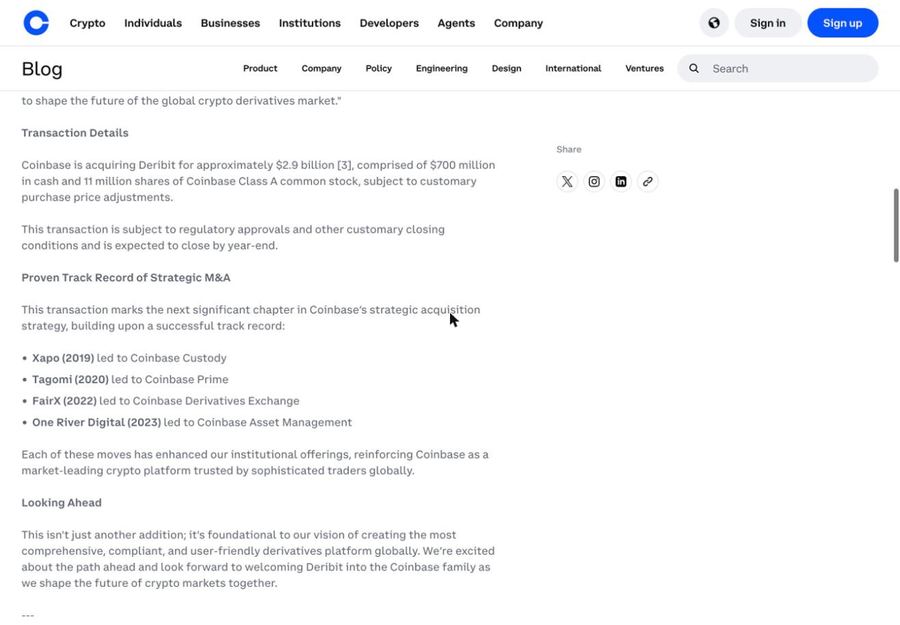 Crypto Individuals Businesses Institutions Developers Agents Company Sign in Sign up
Blog Product Company Policy Engineering Design International Ventures Search
to shape the future of the global crypto derivatives market."
Transaction Details
Share
Coinbase is acquiring Deribit for approximately $2.9 billion [3], comprised of $700 million
in cash and 11 million shares of Coinbase Class A common stock, subject to customary
purchase price adjustments.
This transaction is subject to regulatory approvals and other customary closing
conditions and is expected to close by year-end.
Proven Track Record of Strategic M&A
This transaction marks the next significant chapter in Coinbase's strategic acquisition
strategy, building upon a successful track record:
• Xapo (2019) led to Coinbase Custody
• Tagomi (2020) led to Coinbase Prime
• FairX (2022) led to Coinbase Derivatives Exchange
• One River Digital (2023) led to Coinbase Asset Management
Each of these moves has enhanced our institutional offerings, reinforcing Coinbase as a
market-leading crypto platform trusted by sophisticated traders globally.
Looking Ahead
This isn't just another addition; it's foundational to our vision of creating the most
comprehensive, compliant, and user-friendly derivatives platform globally. We're excited
about the path ahead and look forward to welcoming Deribit into the Coinbase family as
we shape the future of crypto markets together.
---